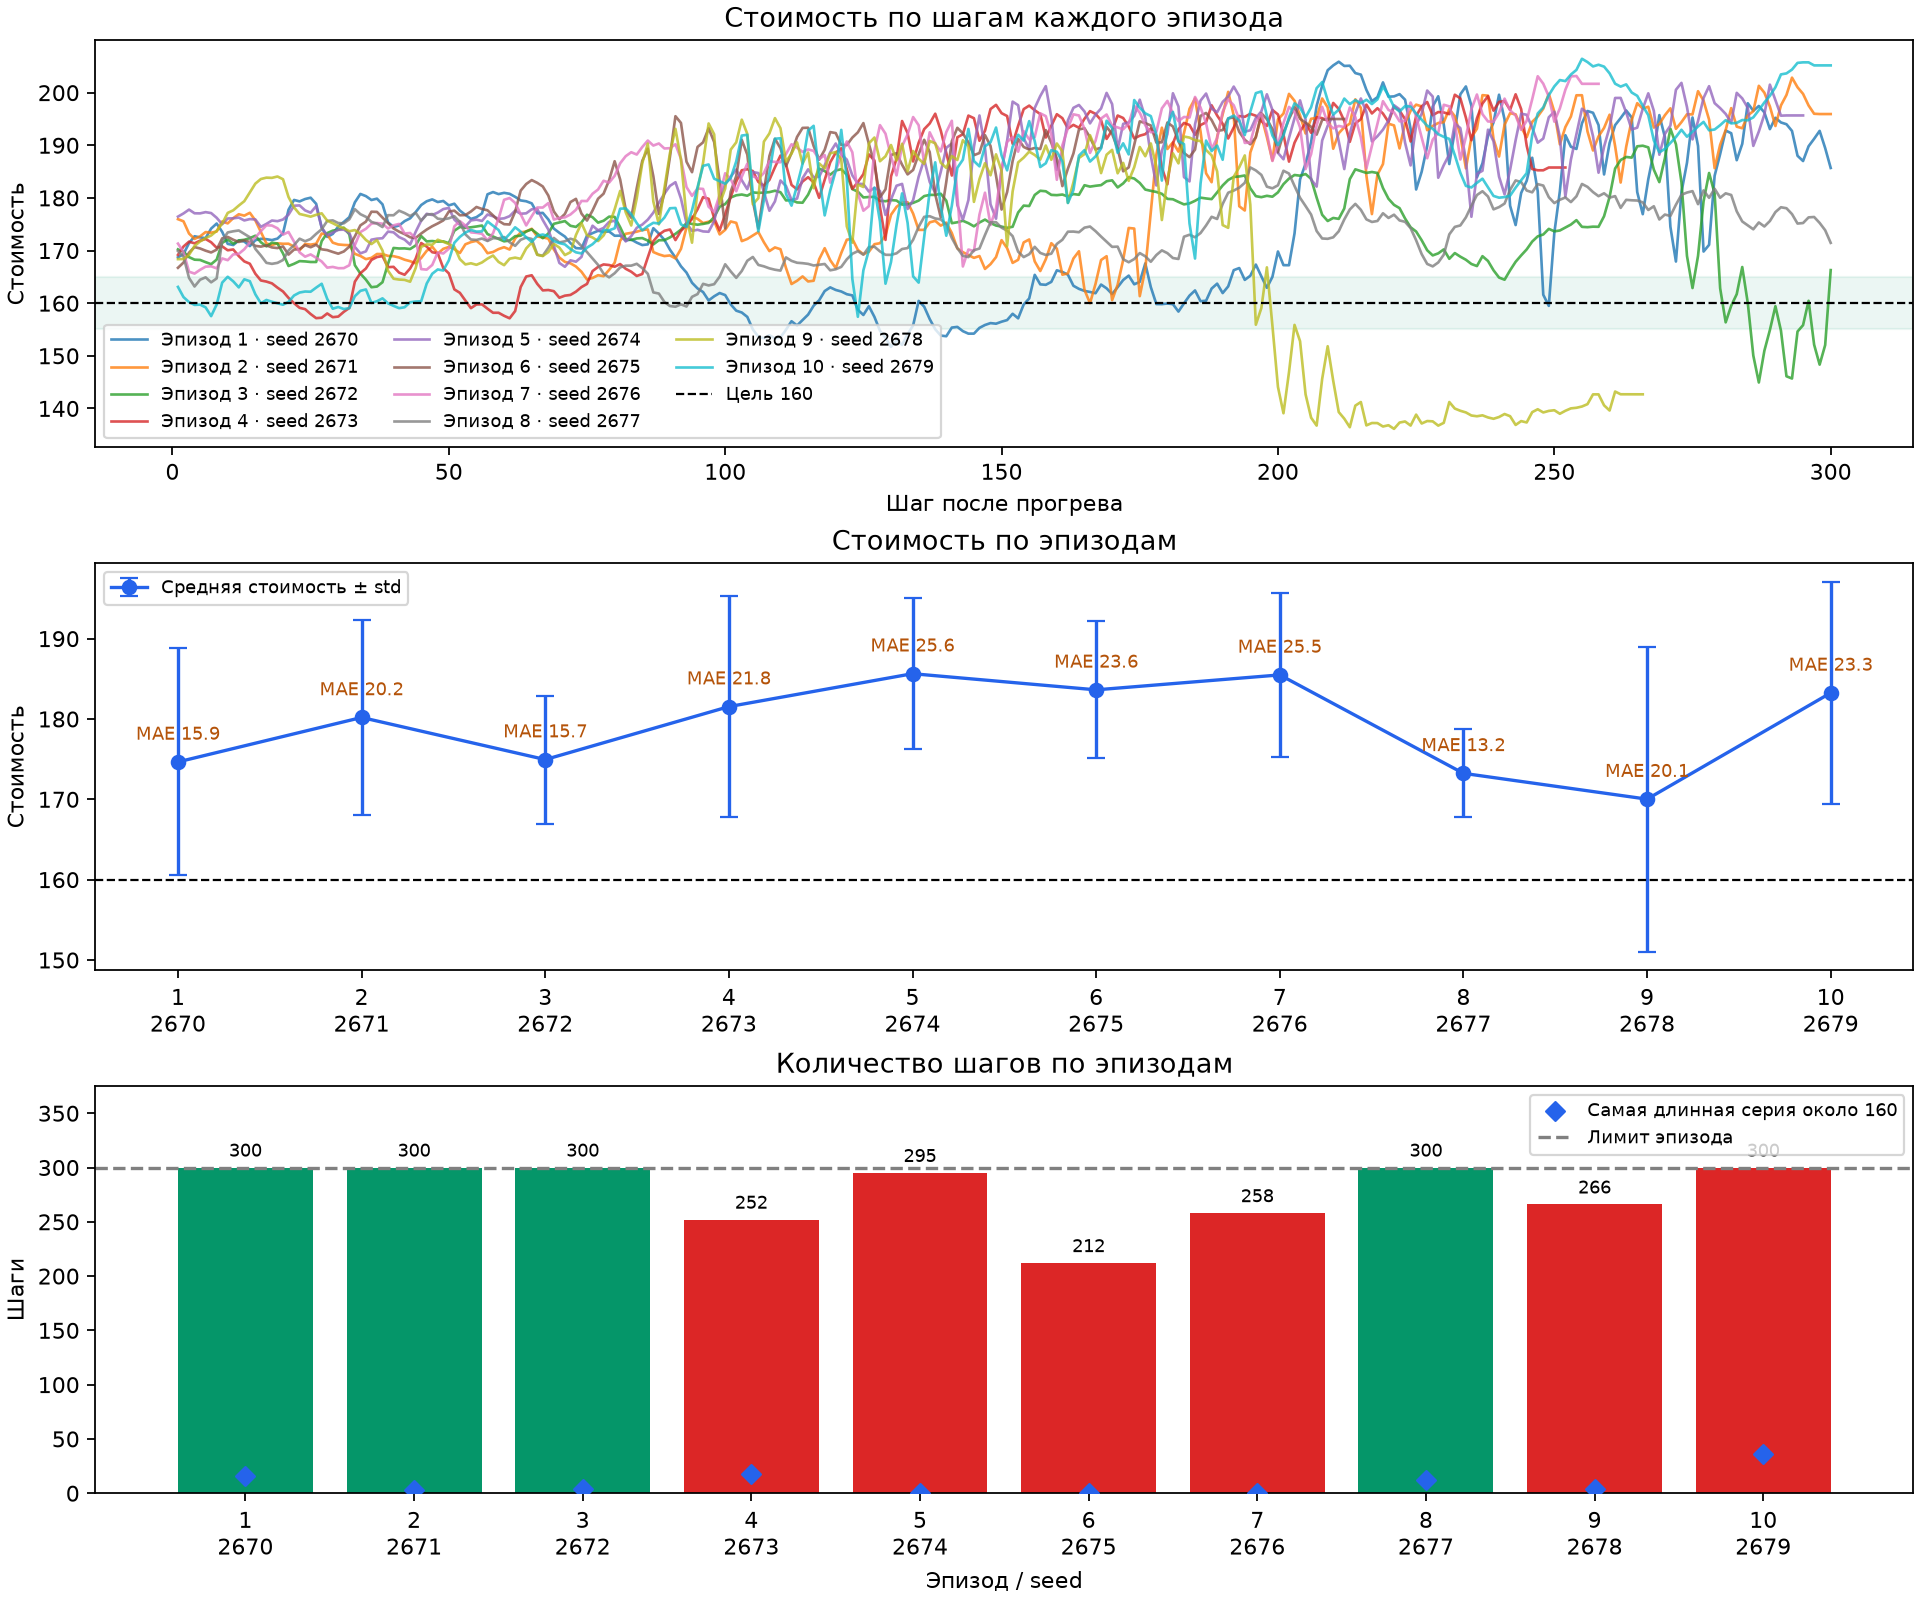 Стоимость по шагам каждого эпизода
Стоимость
200
190
180
170
160
150
140
Эпизод 1 · seed 2670
Эпизод 2 · seed 2671
Эпизод 3 · seed 2672
Эпизод 4 · seed 2673
Эпизод 5 · seed 2674
Эпизод 6 · seed 2675
Эпизод 7 · seed 2676
Эпизод 8 · seed 2677
Эпизод 9 · seed 2678
Эпизод 10 · seed 2679
Цель 160
0 50 100 150 200 250 300
Шаг после прогрева
Стоимость по эпизодам
Стоимость
190
180
170
160
150
Средняя стоимость ± std
MAE 15.9
MAE 20.2
MAE 15.7
MAE 21.8
MAE 25.6
MAE 23.6
MAE 25.5
MAE 13.2
MAE 20.1
MAE 23.3
1 2 3 4 5 6 7 8 9 10
2670 2671 2672 2673 2674 2675 2676 2677 2678 2679
Количество шагов по эпизодам
Шаги
350
300
250
200
150
100
50
0
Самая длинная серия около 160
Лимит эпизода
300 300 300 252 295 212 258 300 266 300
1 2 3 4 5 6 7 8 9 10
2670 2671 2672 2673 2674 2675 2676 2677 2678 2679
Эпизод / seed